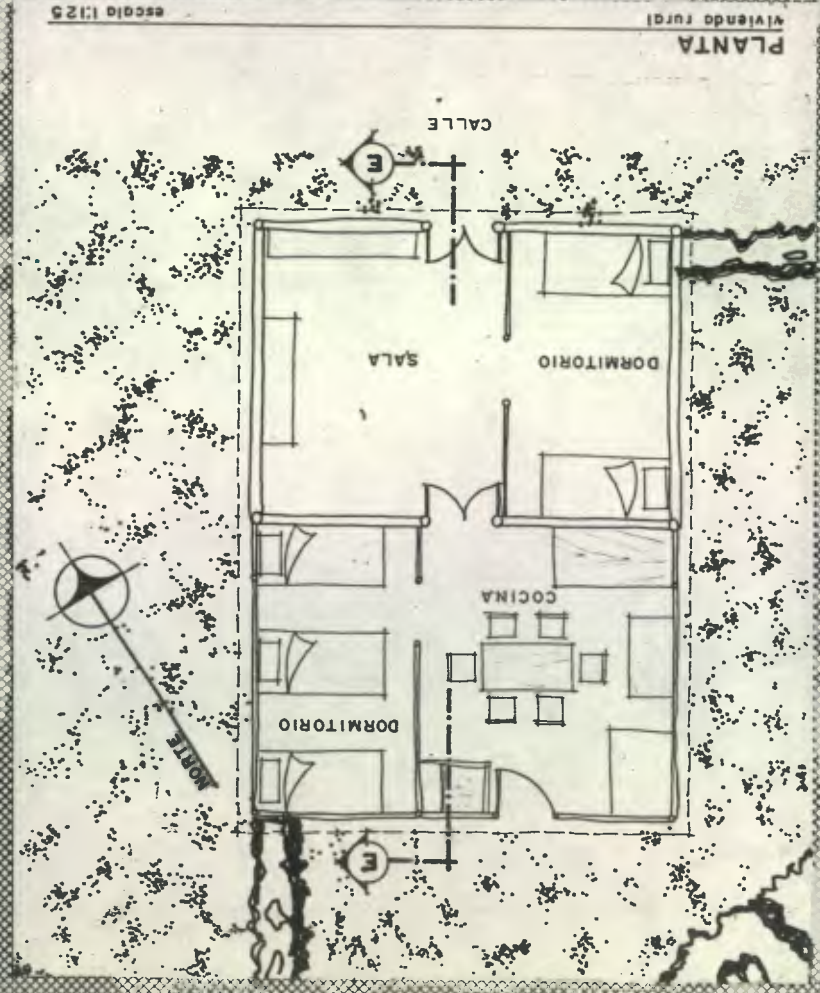 E
NORTE
DORMITORIO
COCINA
DORMITORIO
SALA
E
CALLE
PLANTA
vivienda rural
escala 1:125